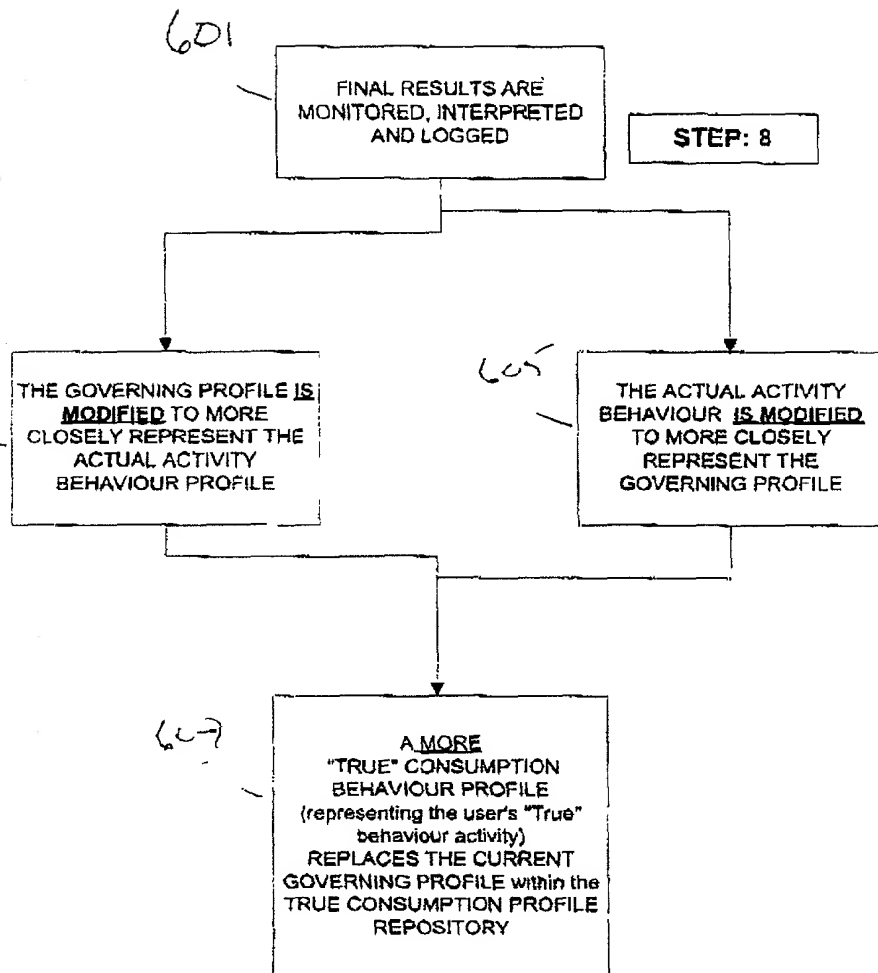 601
FINAL RESULTS ARE
MONITORED, INTERPRETED
AND LOGGED
STEP: 8
THE GOVERNING PROFILE IS
MODIFIED TO MORE
CLOSELY REPRESENT THE
ACTUAL ACTIVITY
BEHAVIOUR PROFILE
605
THE ACTUAL ACTIVITY
BEHAVIOUR IS MODIFIED
TO MORE CLOSELY
REPRESENT THE
GOVERNING PROFILE
607
A MORE
"TRUE" CONSUMPTION
BEHAVIOUR PROFILE
(representing the user's "True"
behaviour activity)
REPLACES THE CURRENT
GOVERNING PROFILE within the
TRUE CONSUMPTION PROFILE
REPOSITORY